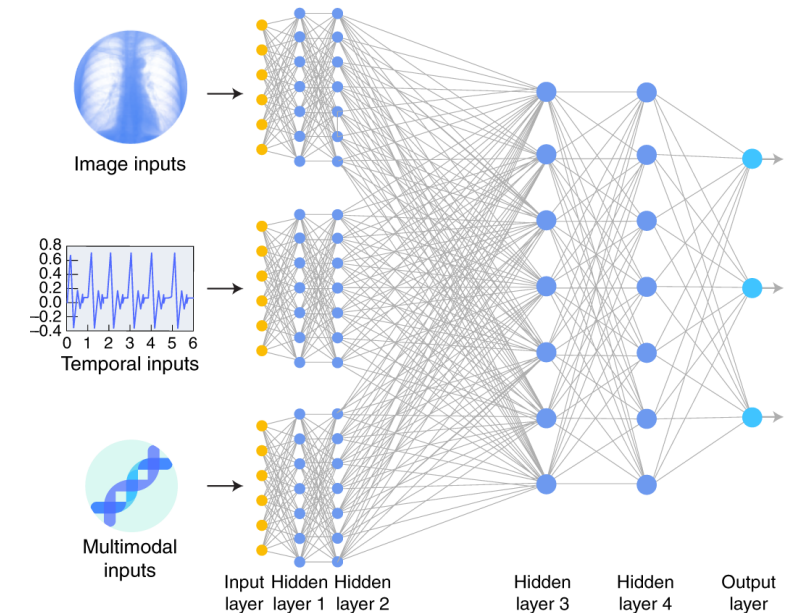 Image inputs
0.8
0.6
0.4
0.2
0.0
−0.2
−0.4
0 1 2 3 4 5 6
Temporal inputs
Multimodal
inputs
Input Hidden Hidden Hidden Hidden Output
layer layer 1 layer 2 layer 3 layer 4 layer